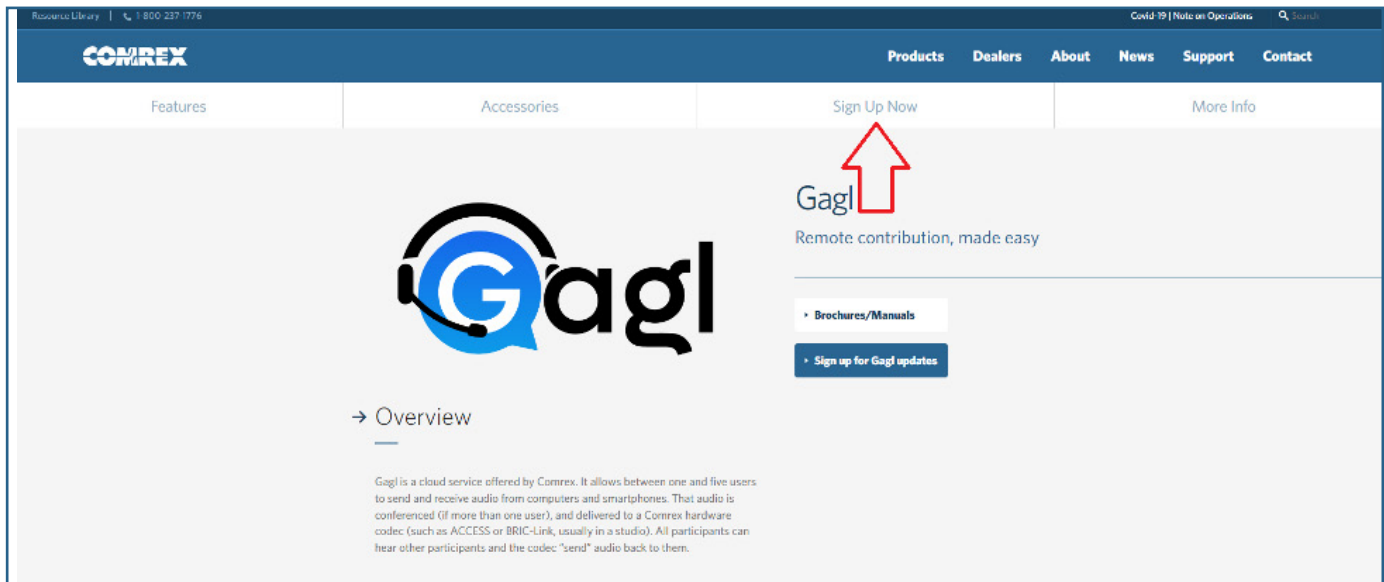 Resource Library | 1-800-237-1776
Covid-19 | Note on Operations
Search
COMREX
Products Dealers About News Support Contact
Features Accessories Sign Up Now More Info
Gagl
Gagl
Remote contribution, made easy
Brochures/Manuals
Sign up for Gagl updates
→ Overview
Gagl is a cloud service offered by Comrex. It allows between one and five users
to send and receive audio from computers and smartphones. That audio is
conferenced (if more than one user), and delivered to a Comrex hardware
codec (such as ACCESS or BRIC-Link, usually in a studio). All participants can
hear other participants and the codec "send" audio back to them.